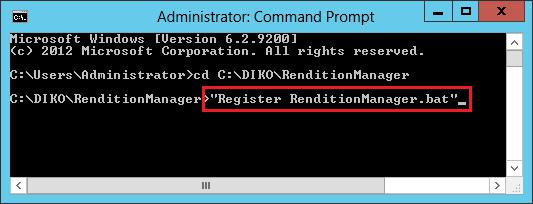 Administrator: Command Prompt
Microsoft Windows [Version 6.2.9200]
(c) 2012 Microsoft Corporation. All rights reserved.
C:\Users\Administrator>cd C:\DIKO\RenditionManager
C:\DIKO\RenditionManager>"Register RenditionManager.bat"_